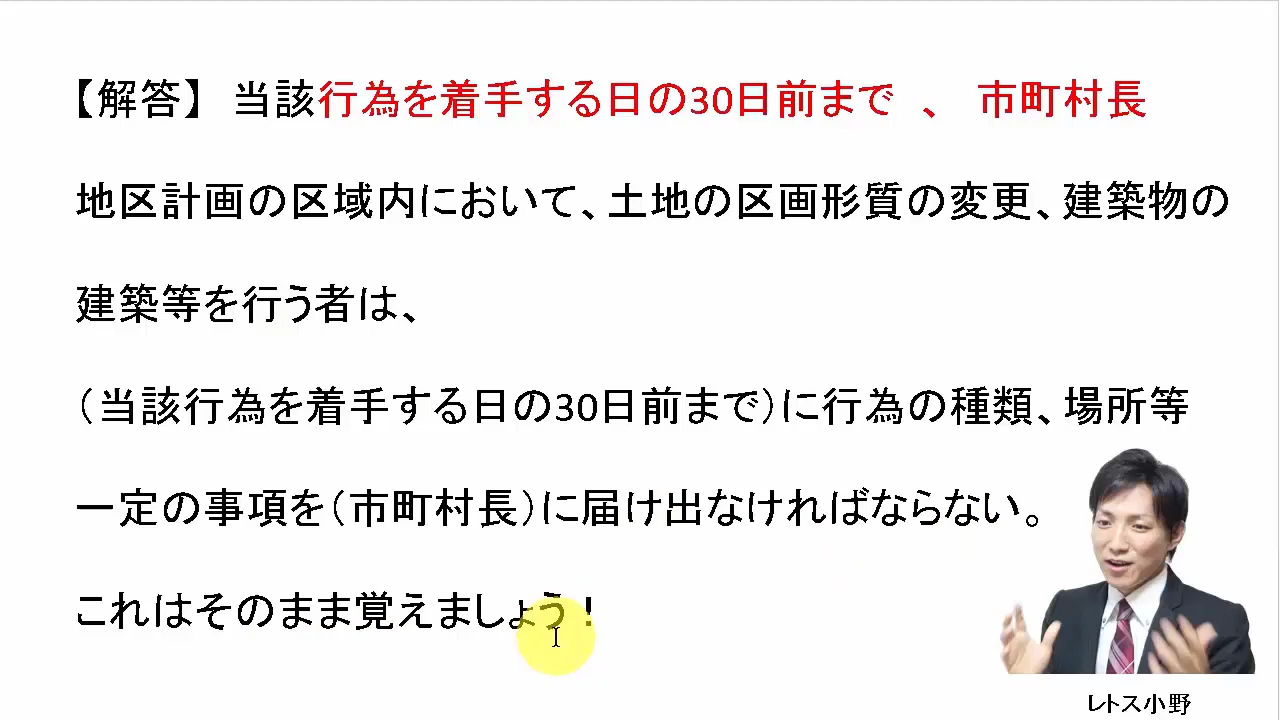 【解答】 当該行為を着手する日の30日前まで 、 市町村長
地区計画の区域内において、土地の区画形質の変更、建築物の
建築等を行う者は、
（当該行為を着手する日の30日前まで）に行為の種類、場所等
一定の事項を（市町村長）に届け出なければならない。
これはそのまま覚えましょう！
レトス小野